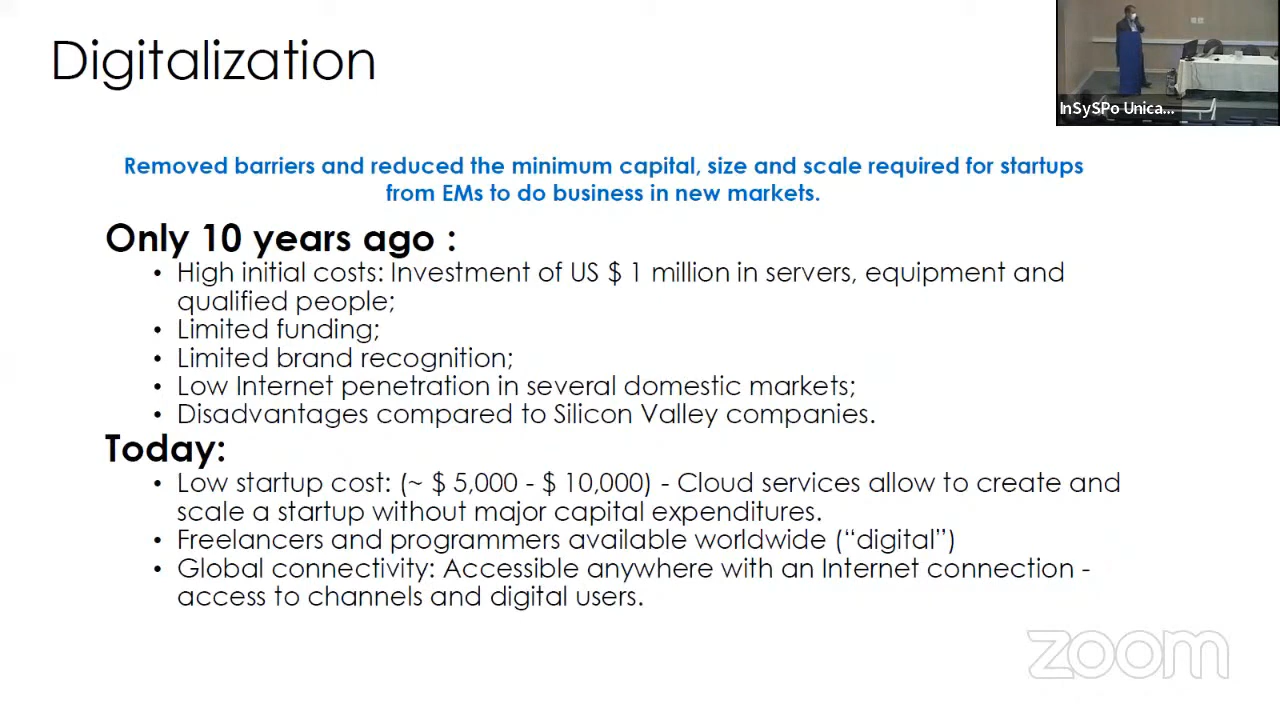 Digitalization
InSySPo Unica...
Removed barriers and reduced the minimum capital, size and scale required for startups
from EMs to do business in new markets.
Only 10 years ago :
• High initial costs: Investment of US $ 1 million in servers, equipment and
qualified people;
• Limited funding;
• Limited brand recognition;
• Low Internet penetration in several domestic markets;
• Disadvantages compared to Silicon Valley companies.
Today:
• Low startup cost: (~ $ 5,000 - $ 10,000) - Cloud services allow to create and
scale a startup without major capital expenditures.
• Freelancers and programmers available worldwide (“digital”)
• Global connectivity: Accessible anywhere with an Internet connection -
access to channels and digital users.
zoom